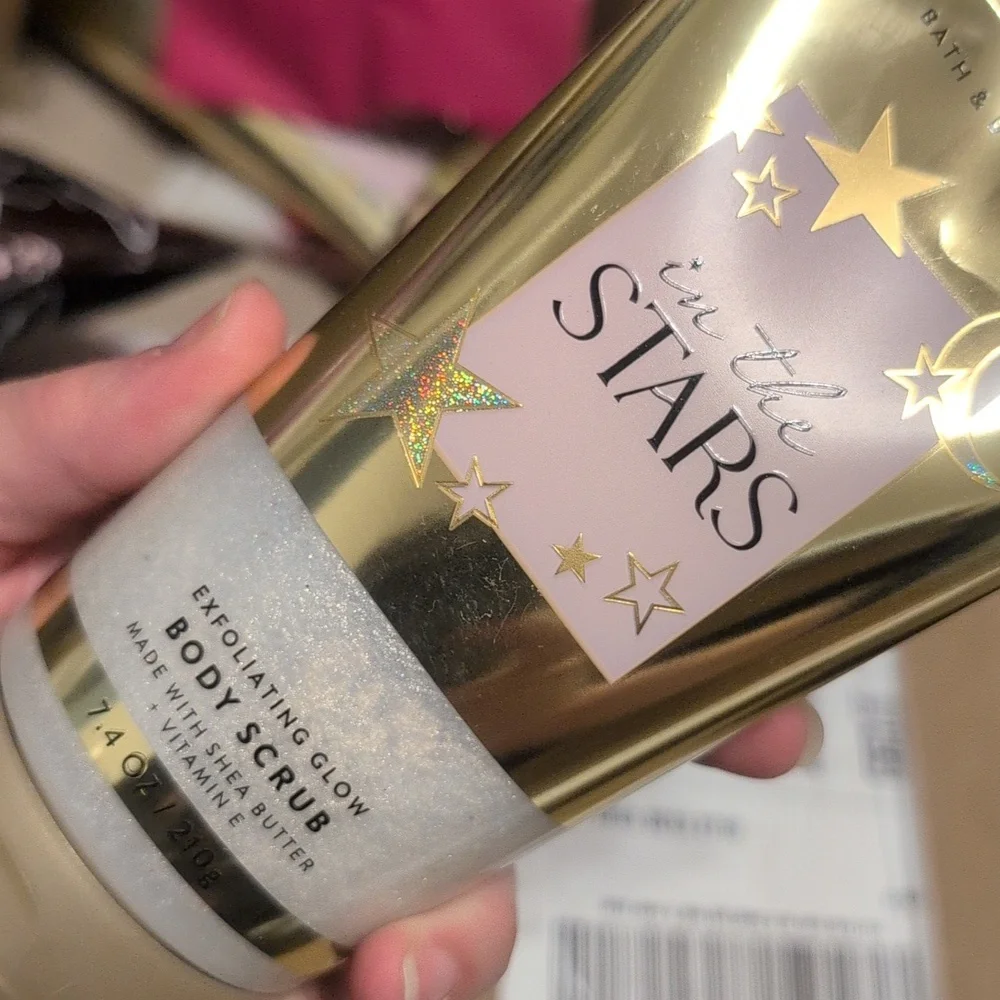 BATH &
in the
STARS
EXFOLIATING GLOW
BODY SCRUB
MADE WITH SHEA BUTTER
+ VITAMIN E
7.4 OZ / 210g